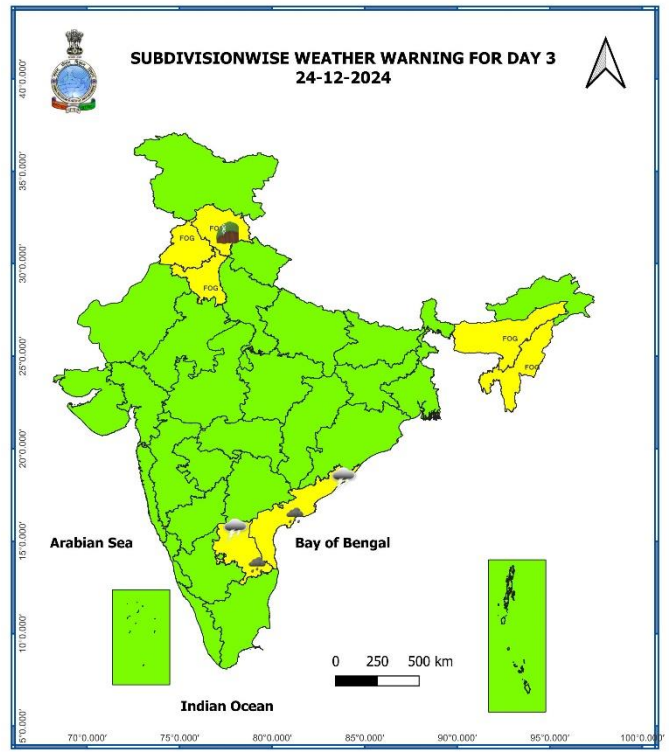 SUBDIVISIONWISE WEATHER WARNING FOR DAY 3
24-12-2024
40°0.000'
35°0.000'
FOG
FOG
30°0.000'
FOG
25°0.000'
FOG
FOG
20°0.000'
Arabian Sea
Bay of Bengal
15°0.000'
10°0.000'
0 250 500 km
Indian Ocean
5°0.000'
70°0.000' 75°0.000' 80°0.000' 85°0.000' 90°0.000' 95°0.000' 100°0.000'